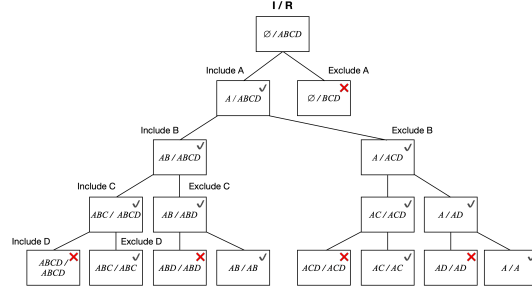 I / R
∅ / ABCD
Include A
Exclude A
A / ABCD
∅ / BCD
Include B
Exclude B
AB / ABCD
A / ACD
Include C
Exclude C
ABC / ABCD
AB / ABD
AC / ACD
A / AD
Include D
Exclude D
ABCD /
ABCD
ABC / ABC
ABD / ABD
AB / AB
ACD / ACD
AC / AC
AD / AD
A / A